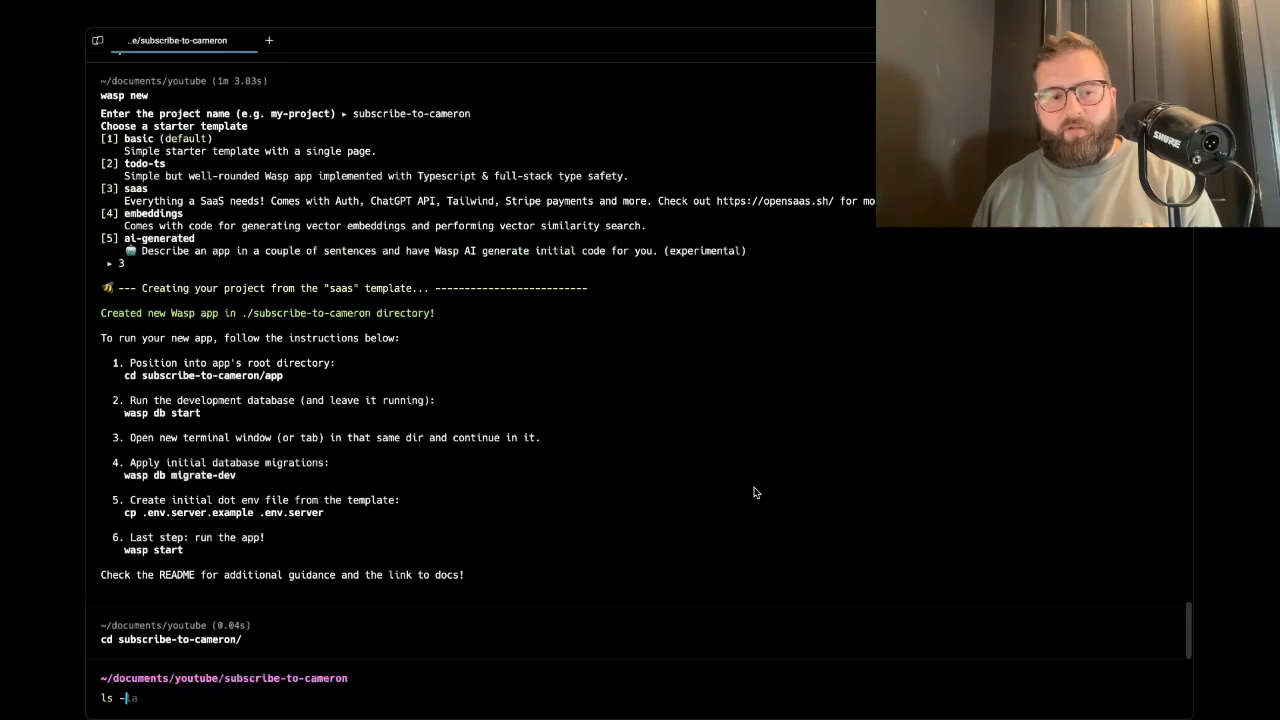 ..e/subscribe-to-cameron
~/documents/youtube (1m 3.83s)
wasp new
Enter the project name (e.g. my-project) ▸ subscribe-to-cameron
Choose a starter template
[1] basic (default)
Simple starter template with a single page.
[2] todo-ts
Simple but well-rounded Wasp app implemented with Typescript & full-stack type safety.
[3] saas
Everything a SaaS needs! Comes with Auth, ChatGPT API, Tailwind, Stripe payments and more. Check out https://opensaas.sh/ for mo
[4] embeddings
Comes with code for generating vector embeddings and performing vector similarity search.
[5] ai-generated
🤖 Describe an app in a couple of sentences and have Wasp AI generate initial code for you. (experimental)
▸ 3
🐝 --- Creating your project from the "saas" template... --------------------------
Created new Wasp app in ./subscribe-to-cameron directory!
To run your new app, follow the instructions below:
1. Position into app's root directory:
cd subscribe-to-cameron/app
2. Run the development database (and leave it running):
wasp db start
3. Open new terminal window (or tab) in that same dir and continue in it.
4. Apply initial database migrations:
wasp db migrate-dev
5. Create initial dot env file from the template:
cp .env.server.example .env.server
6. Last step: run the app!
wasp start
Check the README for additional guidance and the link to docs!
~/documents/youtube (0.04s)
cd subscribe-to-cameron/
~/documents/youtube/subscribe-to-cameron
ls -la
SHURE